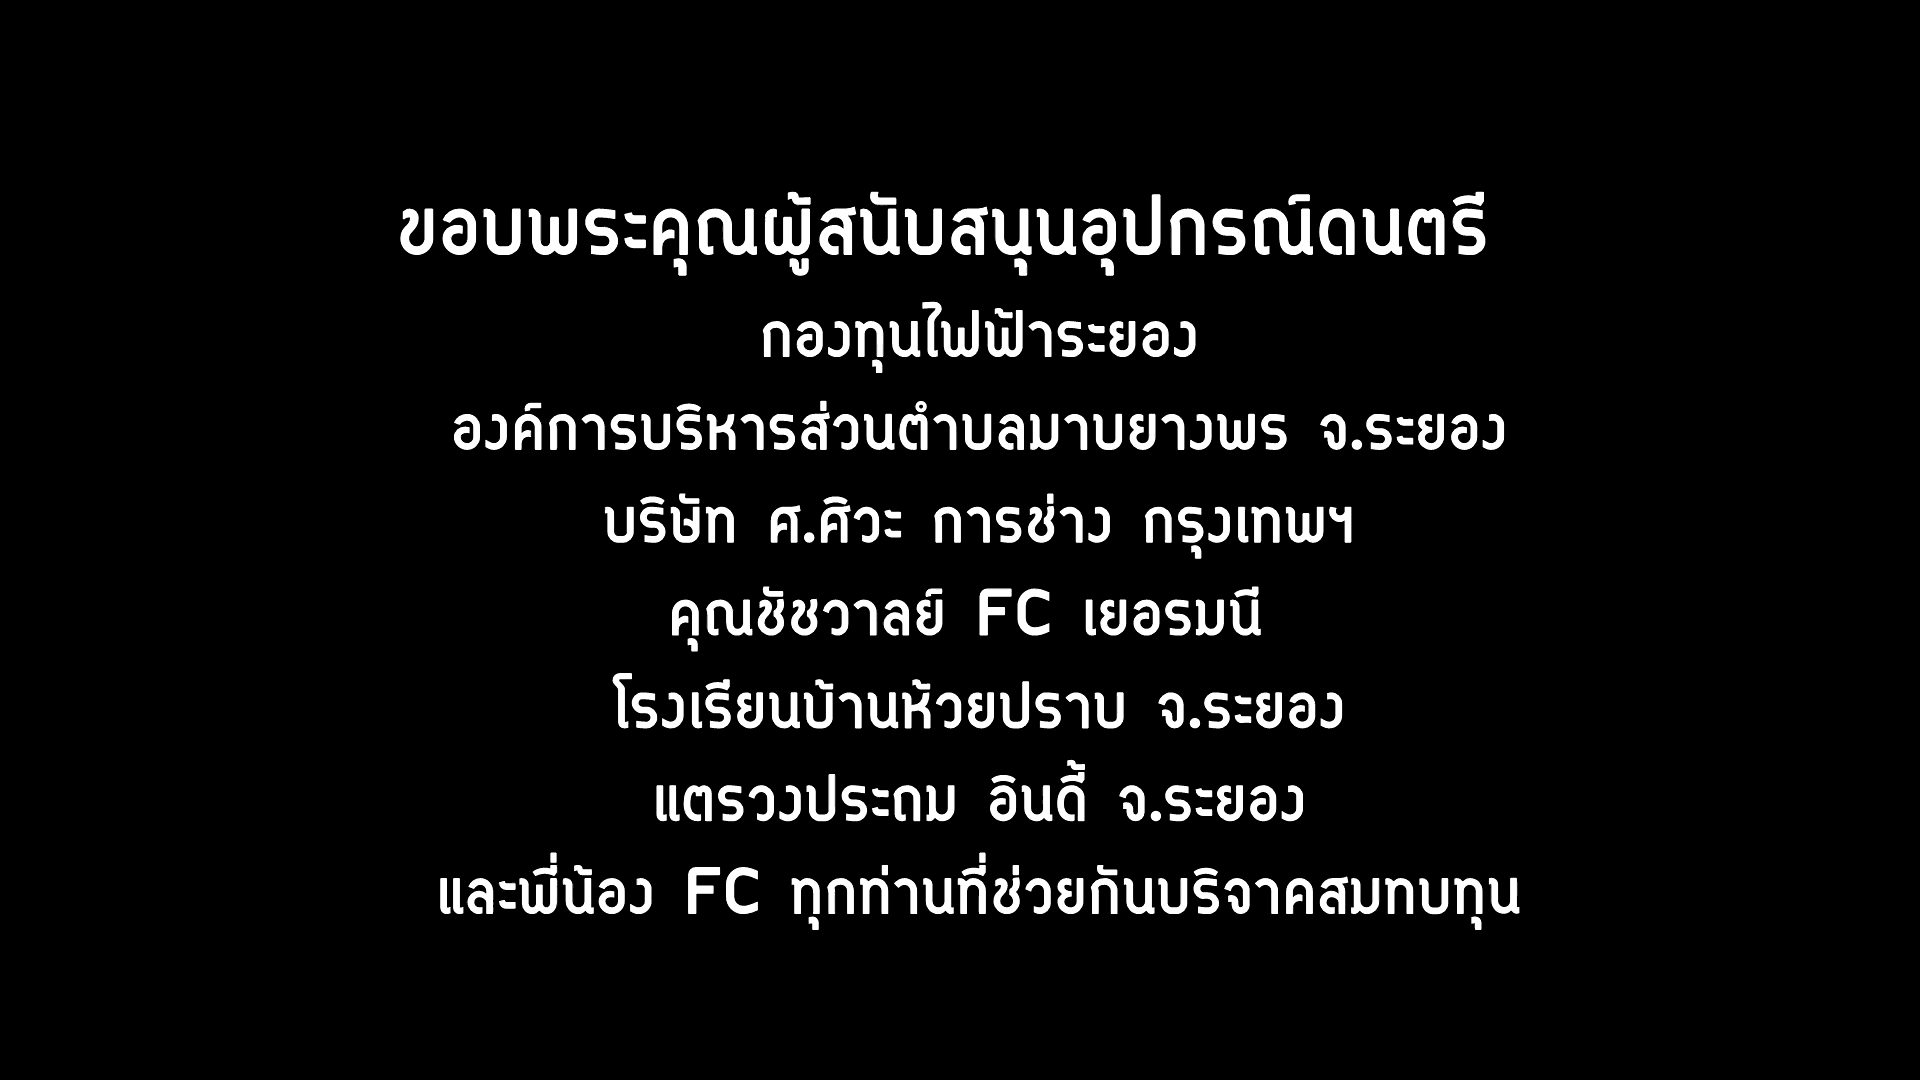 ขอบพระคุณผู้สนับสนุนอุปกรณ์ดนตรี
กองทุนไฟฟ้าระยอง
องค์การบริหารส่วนตำบลมาบยางพร จ.ระยอง
บริษัท ศ.ศิวะ การช่าง กรุงเทพฯ
คุณชัชวาลย์ FC เยอรมนี
โรงเรียนบ้านห้วยปราบ จ.ระยอง
แตรวงประถม อินดี้ จ.ระยอง
และพี่น้อง FC ทุกท่านที่ช่วยกันบริจาคสมทบทุน